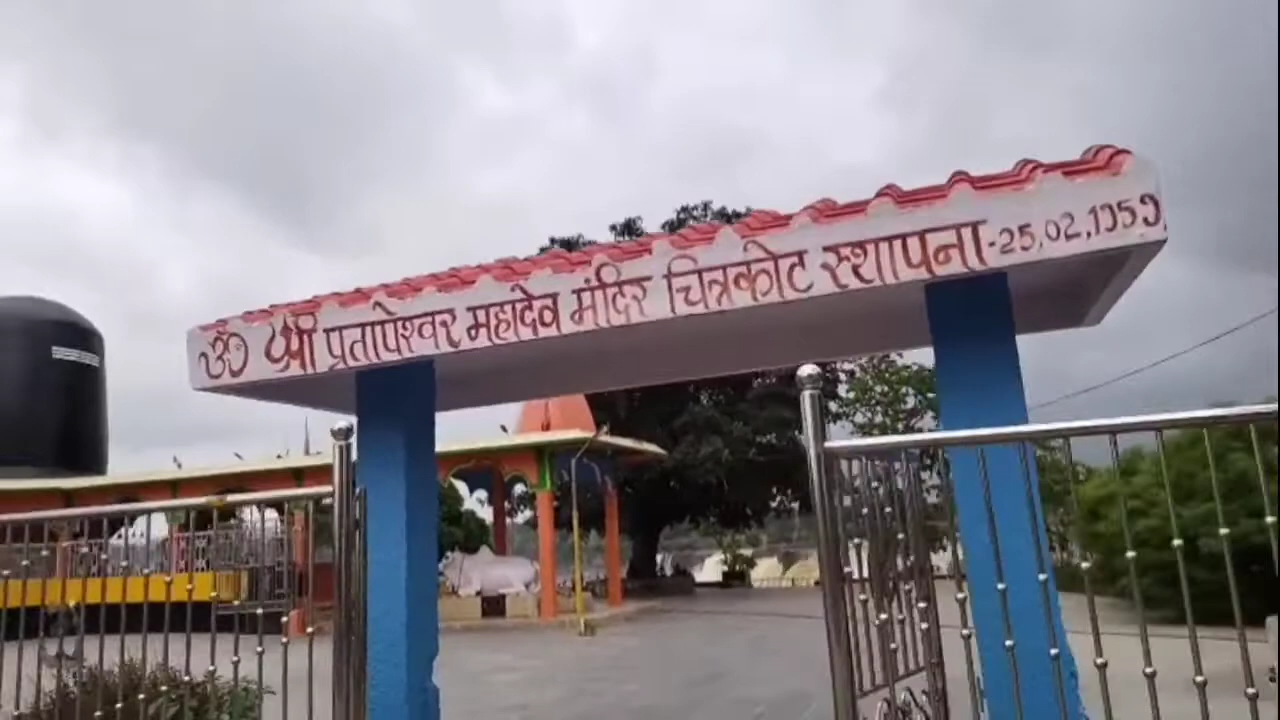 ॐ श्री प्रतापेश्वर महादेव मंदिर चित्रकोट स्थापना-25,02,1959